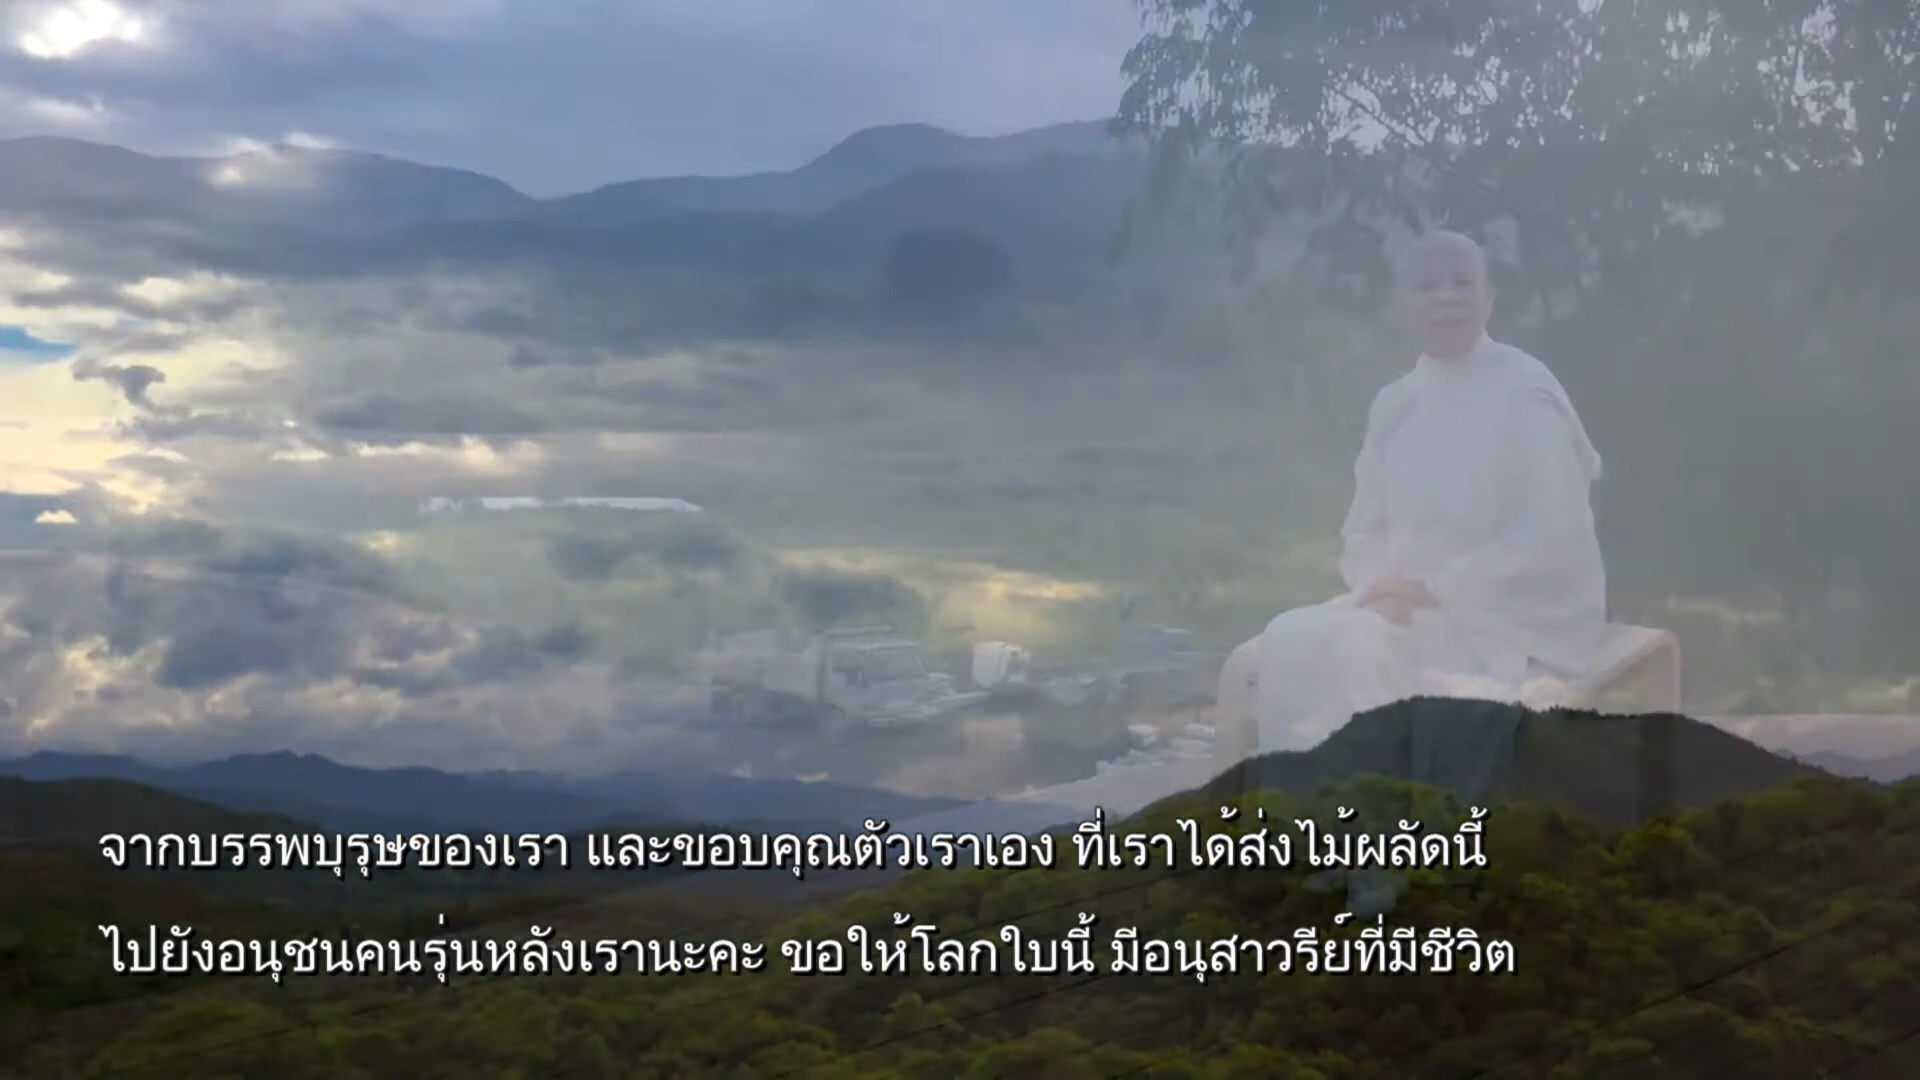 จากบรรพบุรุษของเรา และขอบคุณตัวเราเอง ที่เราได้ส่งไม้ผลัดนี้
ไปยังอนุชนคนรุ่นหลังเรานะคะ ขอให้โลกใบนี้ มีอนุสาวรีย์ที่มีชีวิต